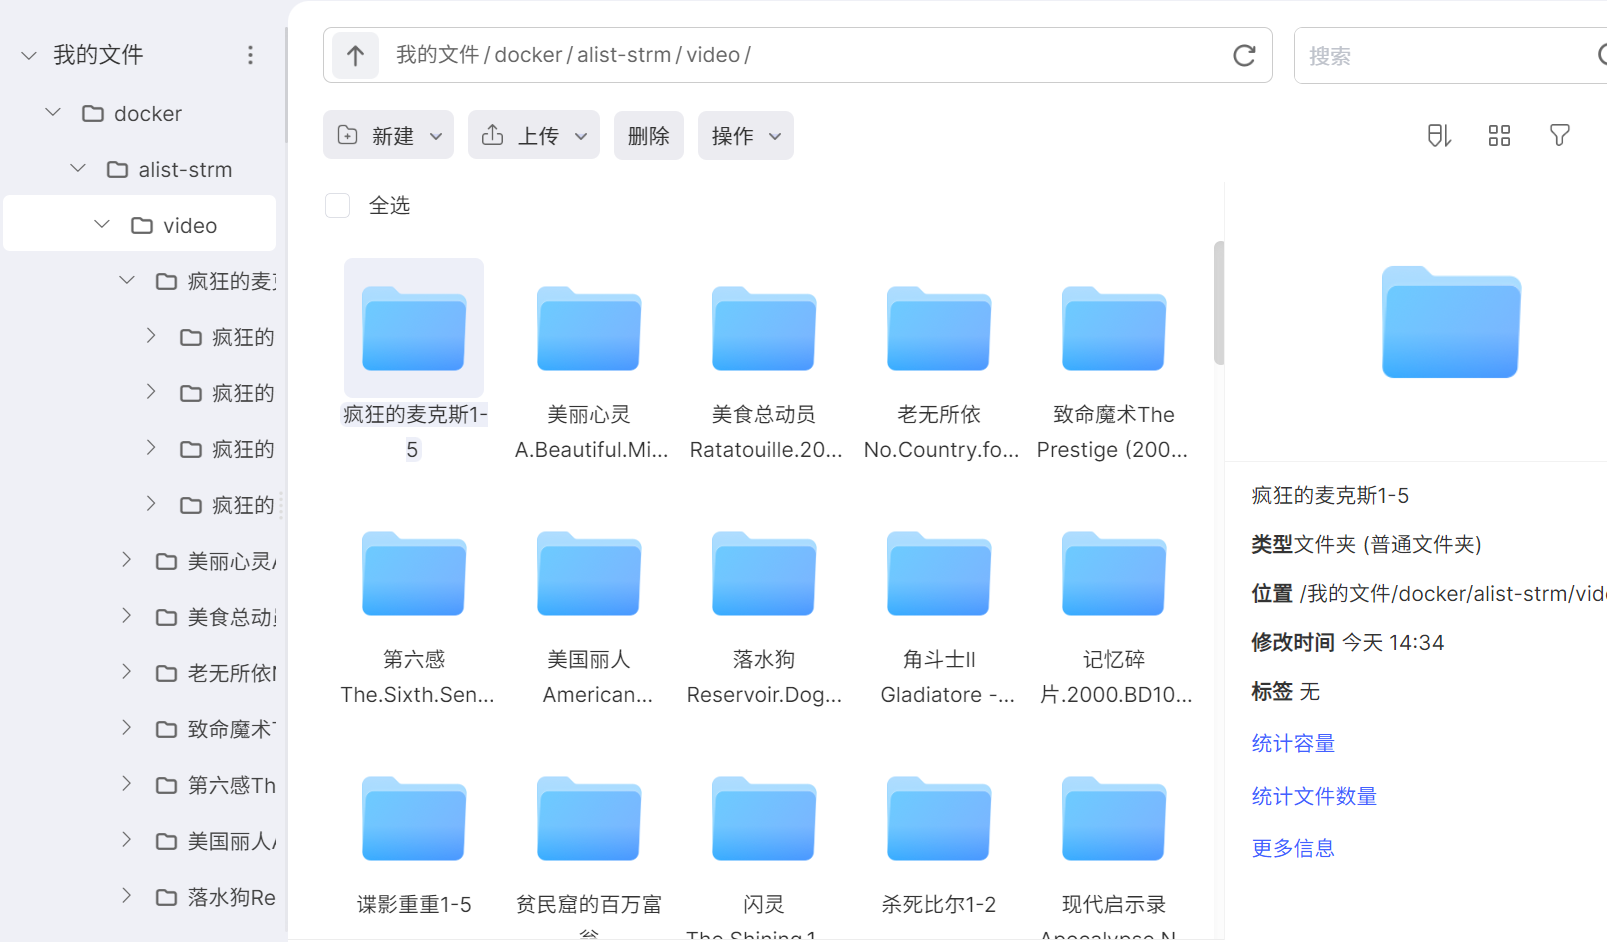 我的文件
docker
alist-strm
video
疯狂的麦
疯狂的
疯狂的
疯狂的
疯狂的
美丽心灵
美食总动
老无所依
致命魔术
第六感Th
美国丽人
落水狗Re
我的文件/docker/alist-strm/video/
搜索
新建
上传
删除
操作
全选
疯狂的麦克斯1-
5
美丽心灵
A.Beautiful.Mi...
美食总动员
Ratatouille.20...
老无所依
No.Country.fo...
致命魔术The
Prestige (200...
第六感
The.Sixth.Sen...
美国丽人
American...
落水狗
Reservoir.Dog...
角斗士II
Gladiatore -...
记忆碎
片.2000.BD10...
谍影重重1-5
贫民窟的百万富
闪灵
The.Shining.1
杀死比尔1-2
现代启示录
Apocalypse.N
疯狂的麦克斯1-5
类型文件夹 (普通文件夹)
位置 /我的文件/docker/alist-strm/vid
修改时间 今天 14:34
标签 无
统计容量
统计文件数量
更多信息